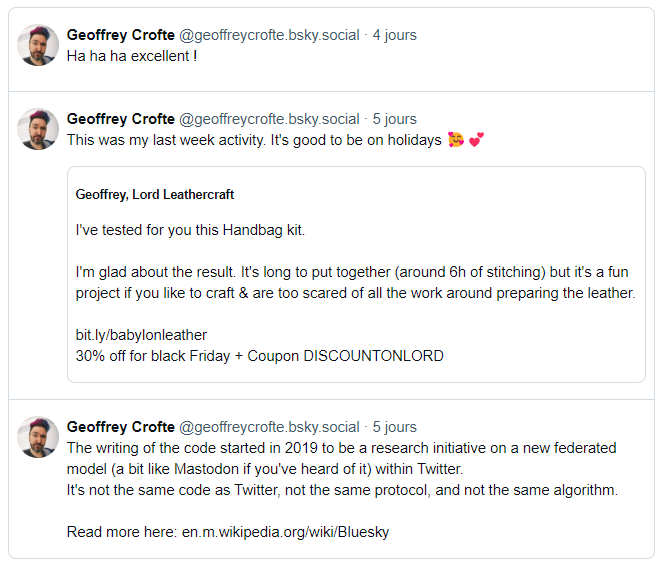 Geoffrey Crofte @geoffreycrofte.bsky.social · 4 jours
Ha ha ha excellent !
Geoffrey Crofte @geoffreycrofte.bsky.social · 5 jours
This was my last week activity. It's good to be on holidays 🥰 💕
Geoffrey, Lord Leathercraft
I've tested for you this Handbag kit.
I'm glad about the result. It's long to put together (around 6h of stitching) but it's a fun
project if you like to craft & are too scared of all the work around preparing the leather.
bit.ly/babylonleather
30% off for black Friday + Coupon DISCOUNTONLORD
Geoffrey Crofte @geoffreycrofte.bsky.social · 5 jours
The writing of the code started in 2019 to be a research initiative on a new federated
model (a bit like Mastodon if you've heard of it) within Twitter.
It's not the same code as Twitter, not the same protocol, and not the same algorithm.
Read more here: en.m.wikipedia.org/wiki/Bluesky